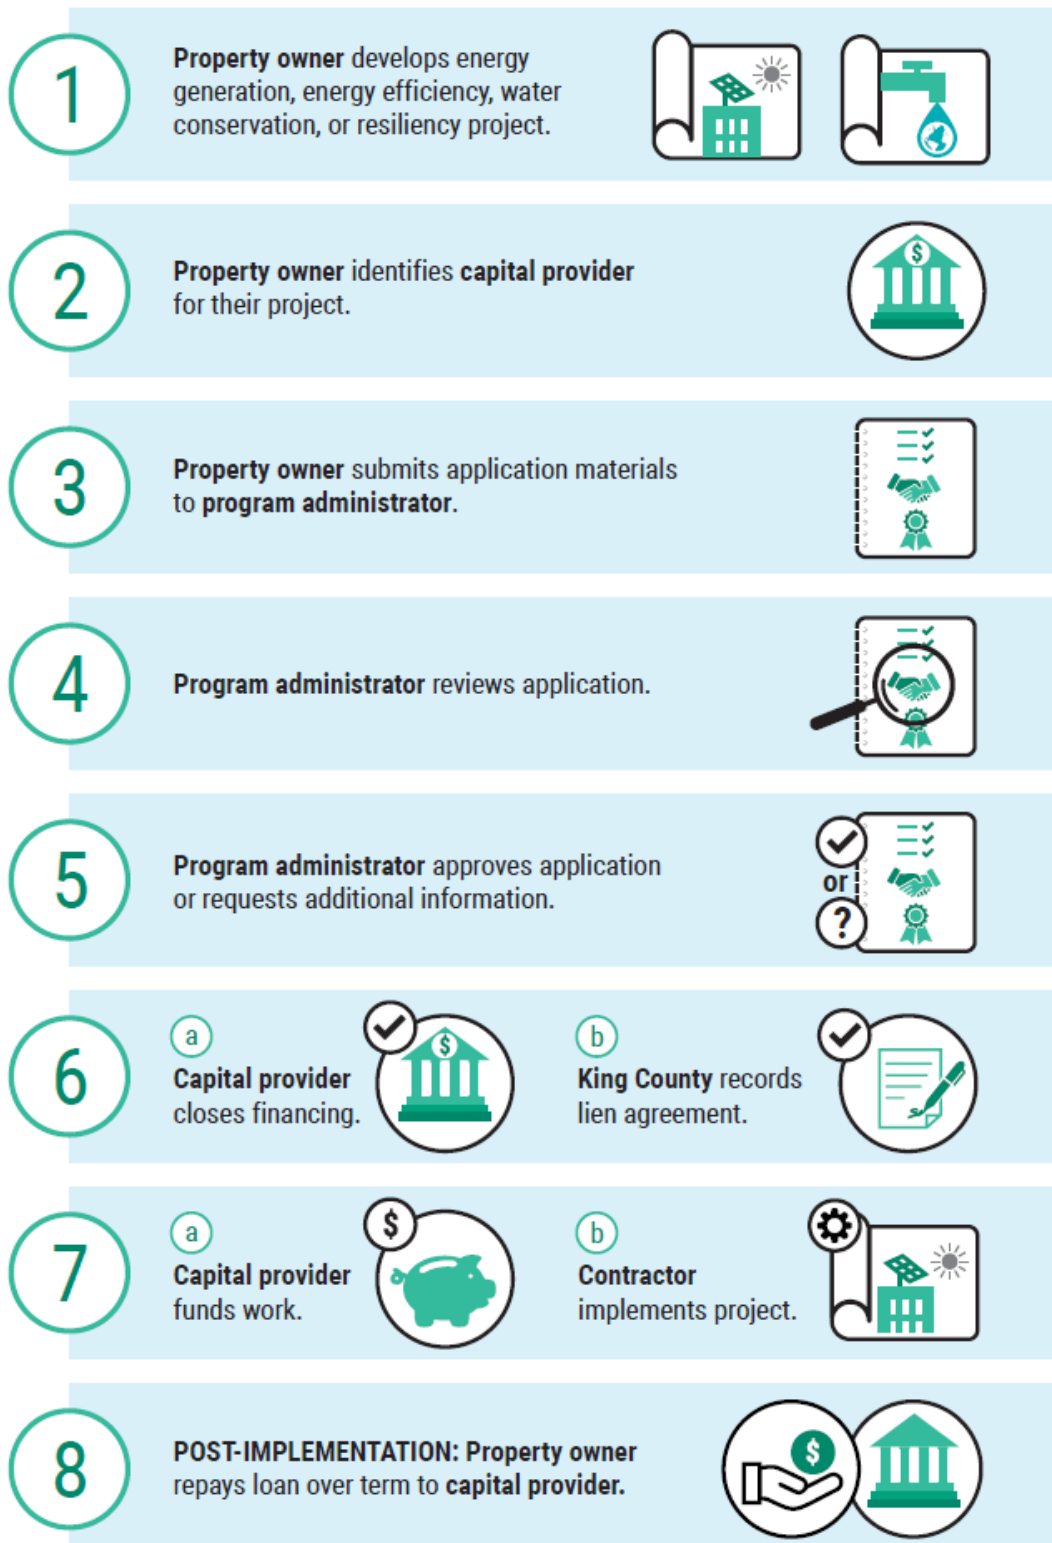 1
Property owner develops energy
generation, energy efficiency, water
conservation, or resiliency project.
2
$
Property owner identifies capital provider
for their project.
3
Property owner submits application materials
to program administrator.
4
Program administrator reviews application.
5
Program administrator approves application
or requests additional information.
or
?
6
a
Capital provider
closes financing.
$
b
King County records
lien agreement.
7
a
Capital provider
funds work.
$
b
Contractor
implements project.
8
POST-IMPLEMENTATION: Property owner
repays loan over term to capital provider.
$